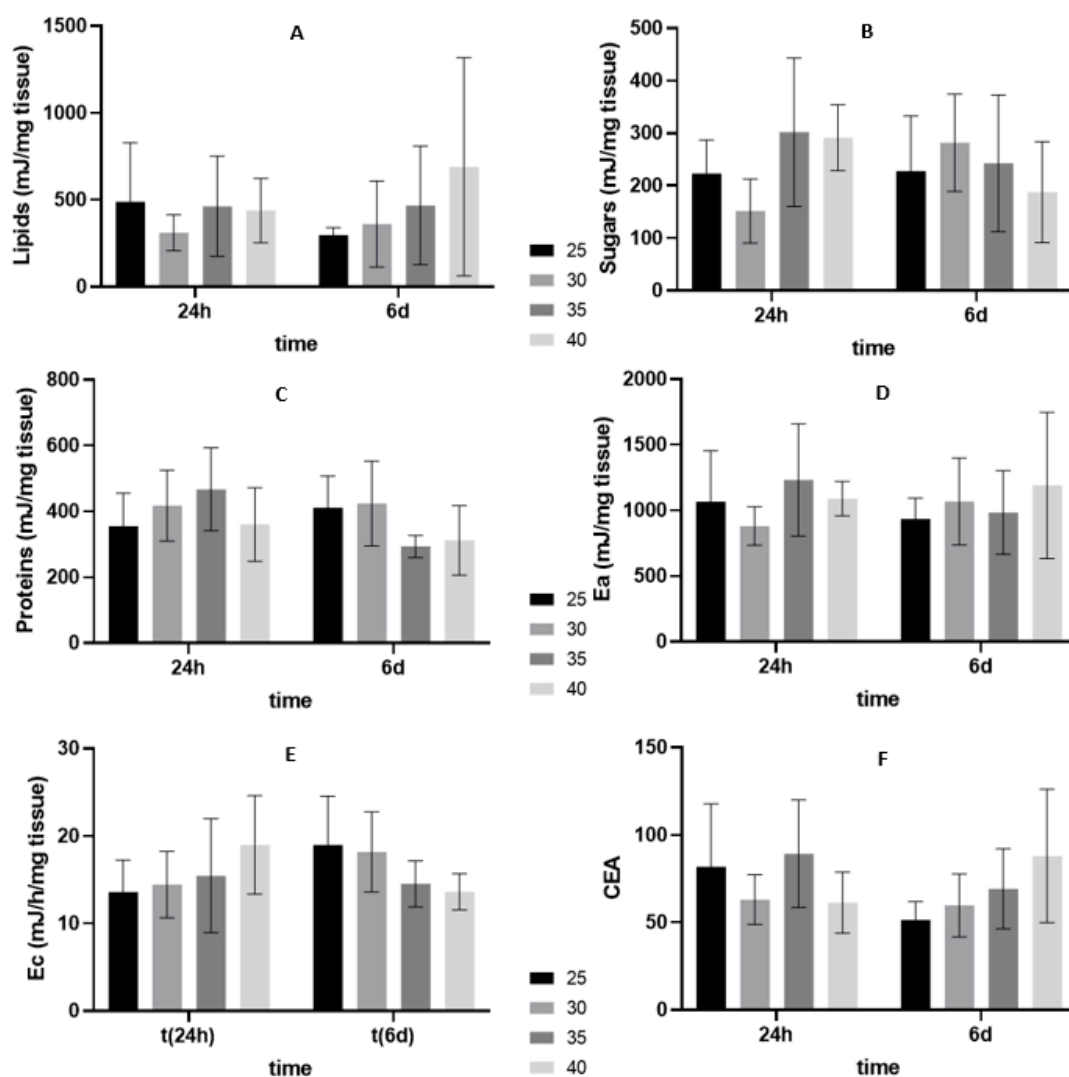 A
Lipids (mJ/mg tissue)
1500
1000
500
0
24h
6d
time
25
30
35
40
B
Sugars (mJ/mg tissue)
500
400
300
200
100
0
24h
6d
time
C
Proteins (mJ/mg tissue)
800
600
400
200
0
24h
6d
time
25
30
35
40
D
Ea (mJ/mg tissue)
2000
1500
1000
500
0
24h
6d
time
E
Ec (mJ/h/mg tissue)
30
20
10
0
t(24h)
t(6d)
time
25
30
35
40
F
CEA
150
100
50
0
24h
6d
time